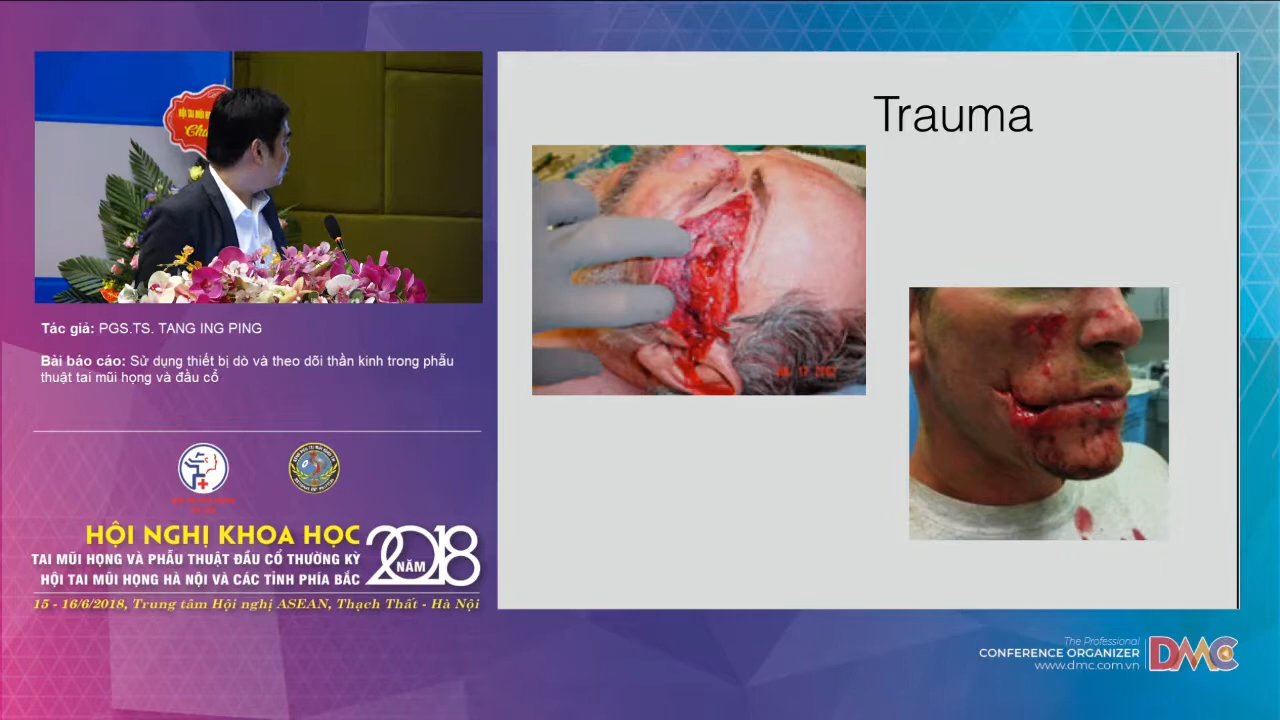 Trauma
Tác giả: PGS.TS. TANG ING PING
Bài báo cáo: Sử dụng thiết bị dò và theo dõi thần kinh trong phẫu
thuật tai mũi họng và đầu cổ
HỘI NGHỊ KHOA HỌC
TAI MŨI HỌNG VÀ PHẪU THUẬT ĐẦU CỔ THƯỜNG KỲ
HỘI TAI MŨI HỌNG HÀ NỘI VÀ CÁC TỈNH PHÍA BẮC
NĂM 2018
15 - 16/6/2018, Trung tâm Hội nghị ASEAN, Thạch Thất - Hà Nội
The Professional
CONFERENCE ORGANIZER
www.dmc.com.vn
DMC